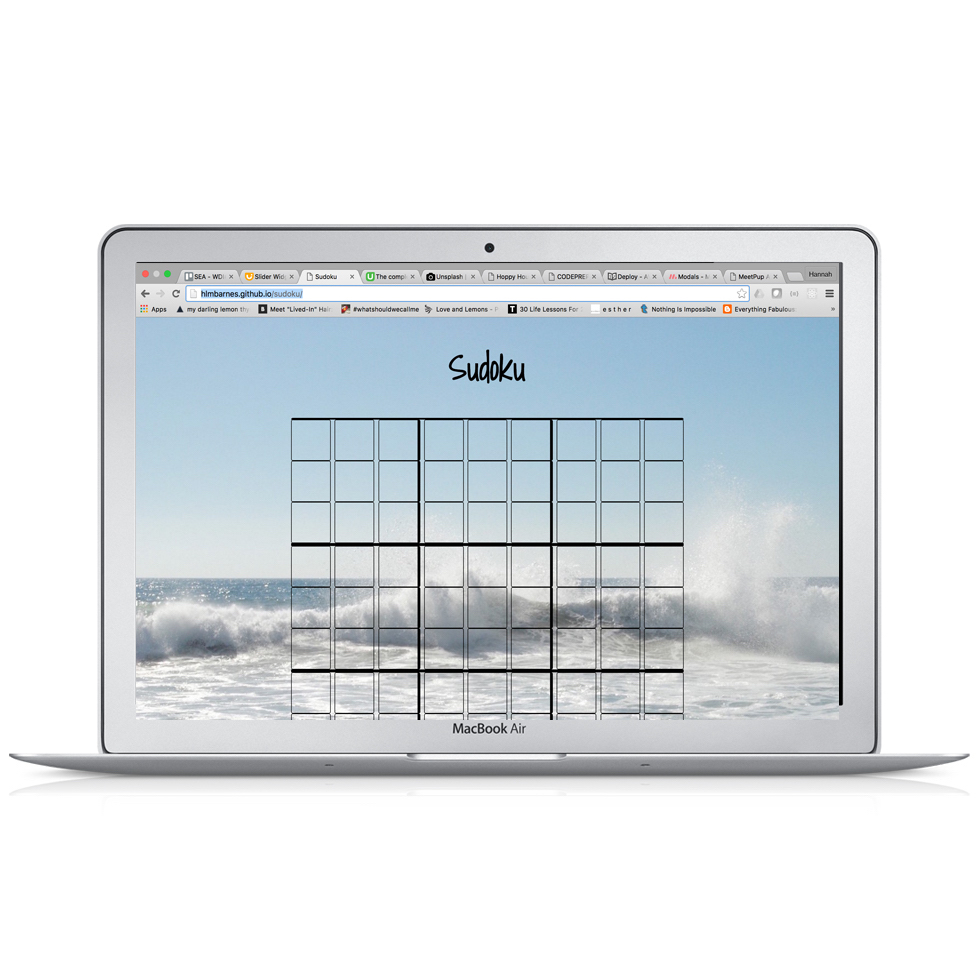 SEA - WDI Slider Wid Sudoku The compl Unsplash Hoppy Hou CODEPREI Deploy - A Modals - M MeetPup A Hannah
hlmbarnes.github.io/sudoku/
Apps my darling lemon thy Meet "Lived-In" Hair #whatshouldwecallme Love and Lemons - F 30 Life Lessons For e s t h e r Nothing Is Impossible Everything Fabulous »
Sudoku
MacBook Air